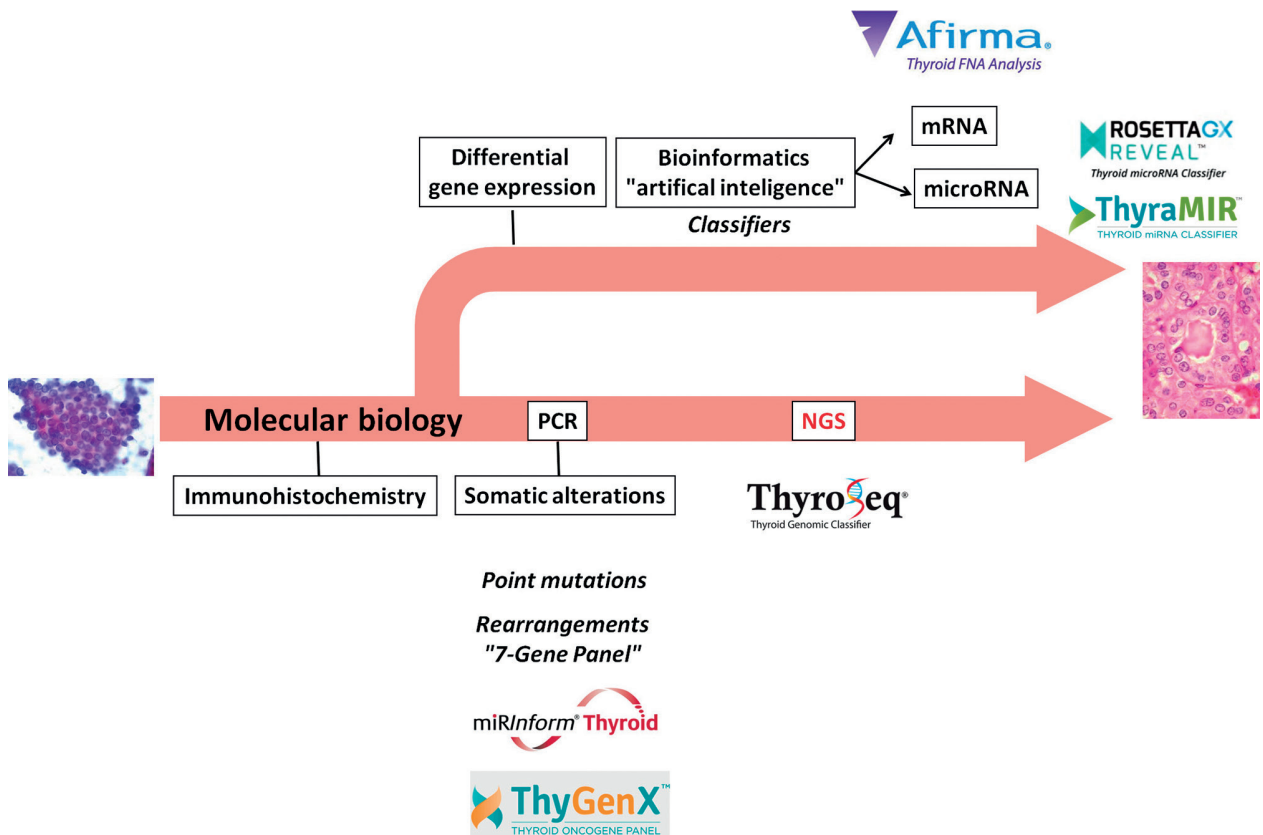 Afirma®
Thyroid FNA Analysis
Differential
gene expression
Bioinformatics
"artifical inteligence"
Classifiers
mRNA
microRNA
ROSETTAGX
REVEAL™
Thyroid microRNA Classifier
ThyraMIR™
THYROID miRNA CLASSIFIER
Molecular biology
PCR
NGS
Immunohistochemistry
Somatic alterations
ThyroSeq®
Thyroid Genomic Classifier
Point mutations
Rearrangements
"7-Gene Panel"
miRInform® Thyroid
ThyGenX™
THYROID ONCOGENE PANEL